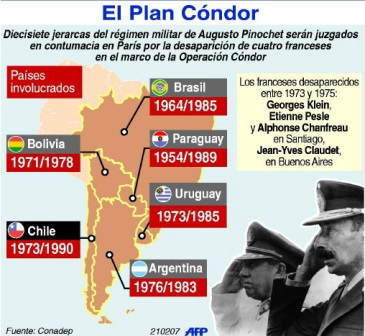 El Plan Cóndor
Diecisiete jerarcas del régimen militar de Augusto Pinochet serán juzgados
en contumacia en París por la desaparición de cuatro franceses
en el marco de la Operación Cóndor
Países
involucrados
Brasil
1964/1985
Los franceses desaparecidos
entre 1973 y 1975:
Georges Klein,
Etienne Pesle
y Alphonse Chanfreau
en Santiago,
Jean-Yves Claudet,
en Buenos Aires
Bolivia
1971/1978
Paraguay
1954/1989
Uruguay
1973/1985
Chile
1973/1990
Argentina
1976/1983
Fuente: Conadep
210207 AFP